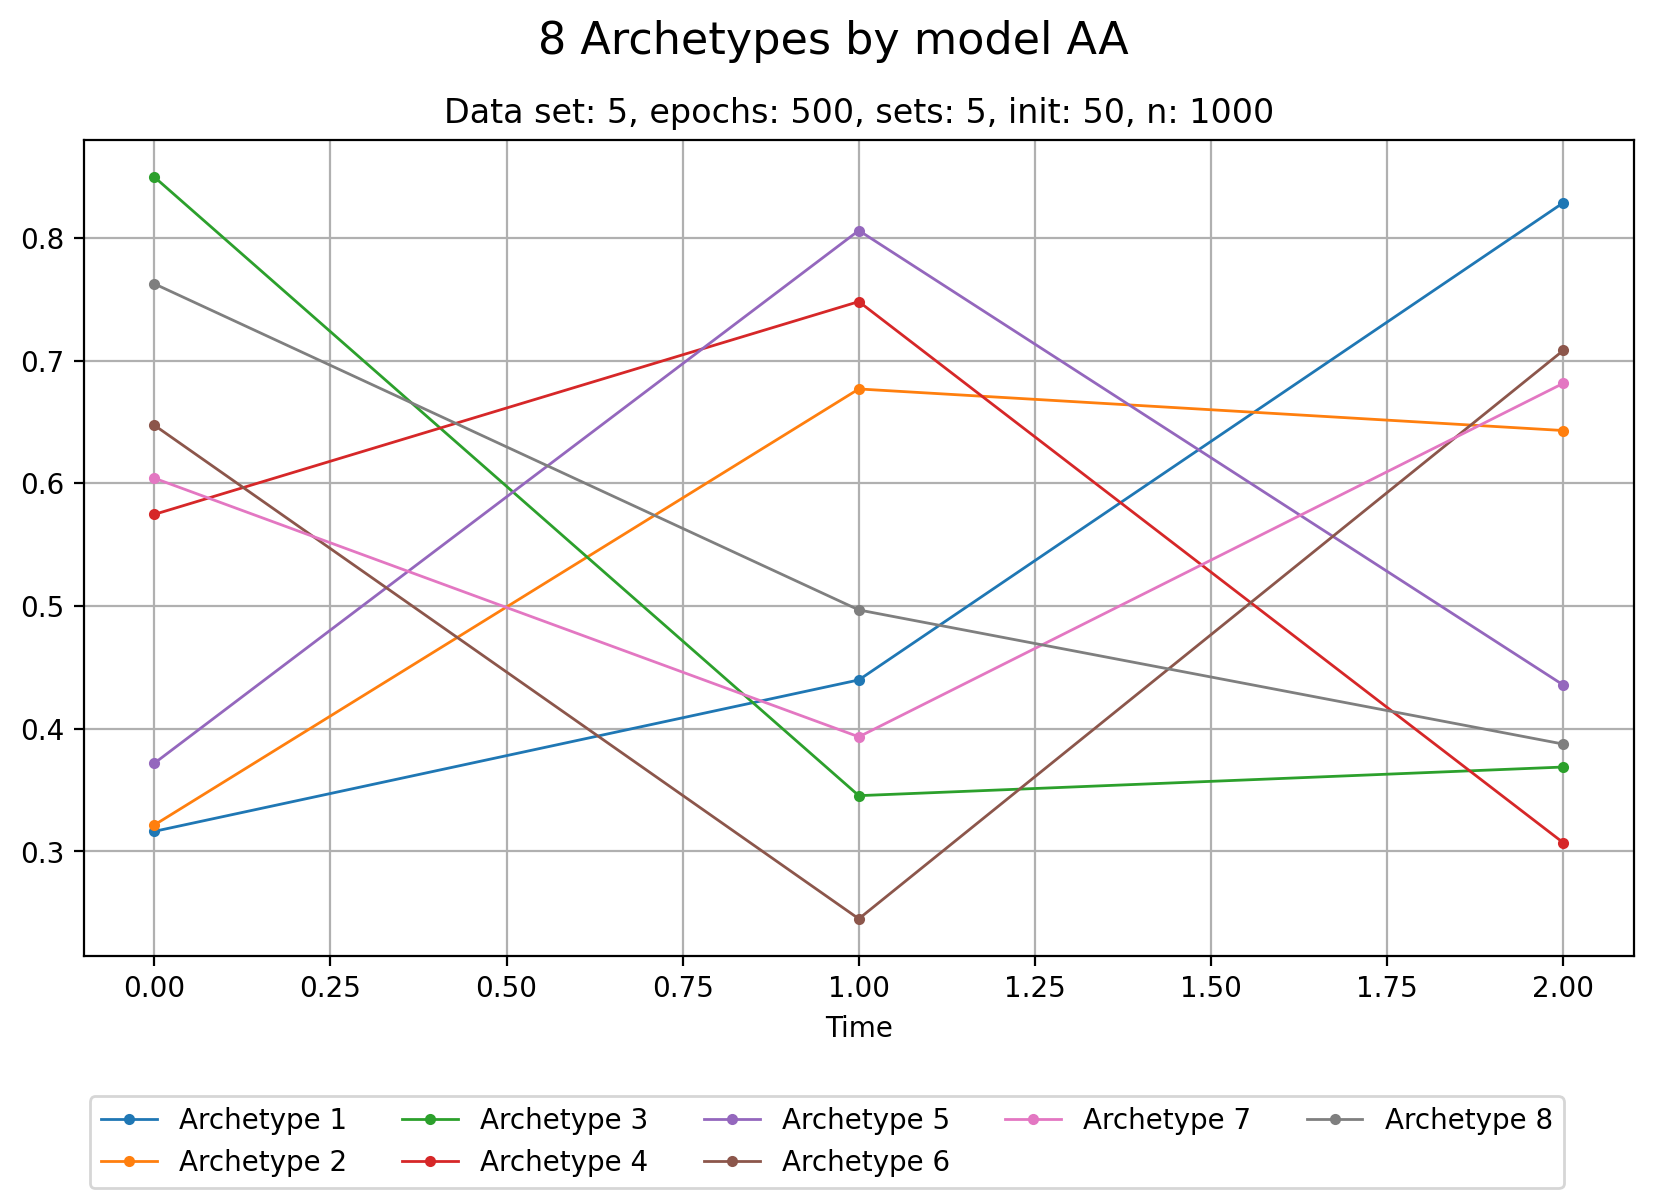 8 Archetypes by model AA
Data set: 5, epochs: 500, sets: 5, init: 50, n: 1000
0.8
0.7
0.6
0.5
0.4
0.3
0.00 0.25 0.50 0.75 1.00 1.25 1.50 1.75 2.00
Time
Archetype 1 Archetype 3 Archetype 5 Archetype 7 Archetype 8
Archetype 2 Archetype 4 Archetype 6